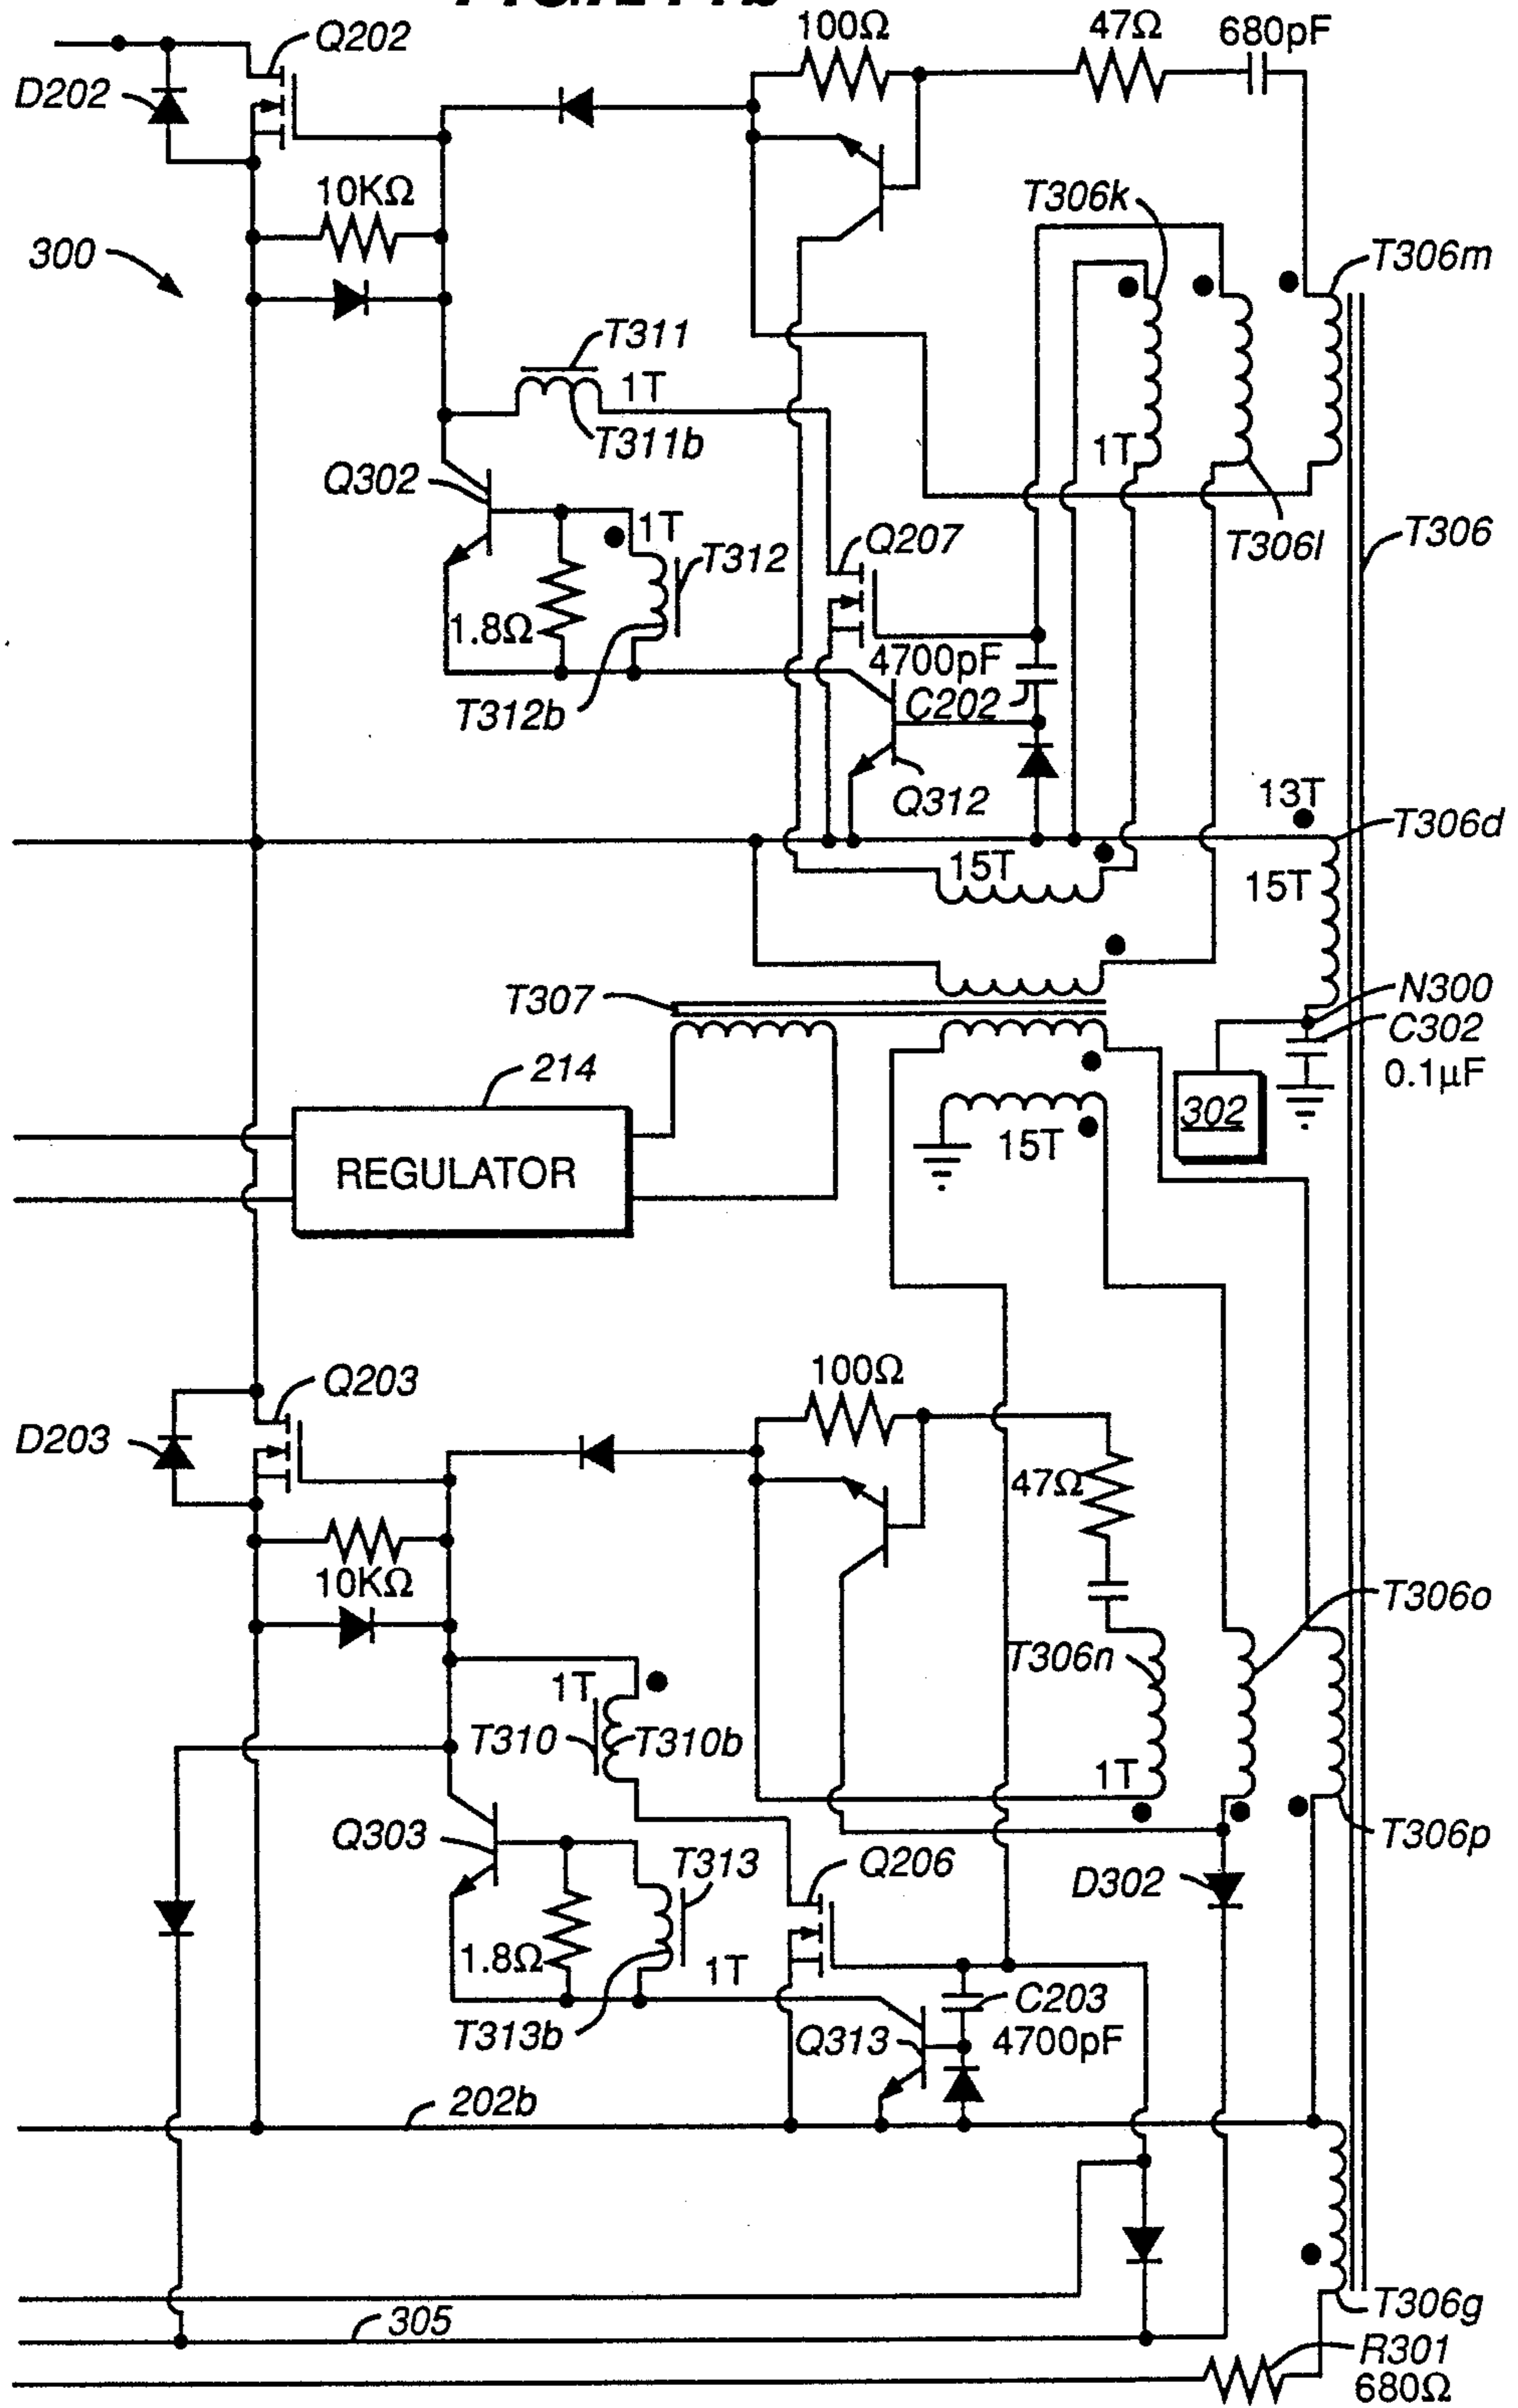 Q202
100Ω
47Ω
680pF
D202
10KΩ
T306k
T306m
300
T311
1T
T311b
1T
Q302
1T
T312
Q207
T306l
T306
1.8Ω
4700pF
C202
T312b
Q312
13T
T306d
15T
15T
T307
N300
C302
0.1µF
214
302
15T
REGULATOR
Q203
100Ω
D203
47Ω
10KΩ
T306o
T306n
1T
T310
T310b
1T
Q303
T313
Q206
T306p
D302
1.8Ω
1T
C203
T313b
Q313
4700pF
202b
305
T306g
R301
680Ω